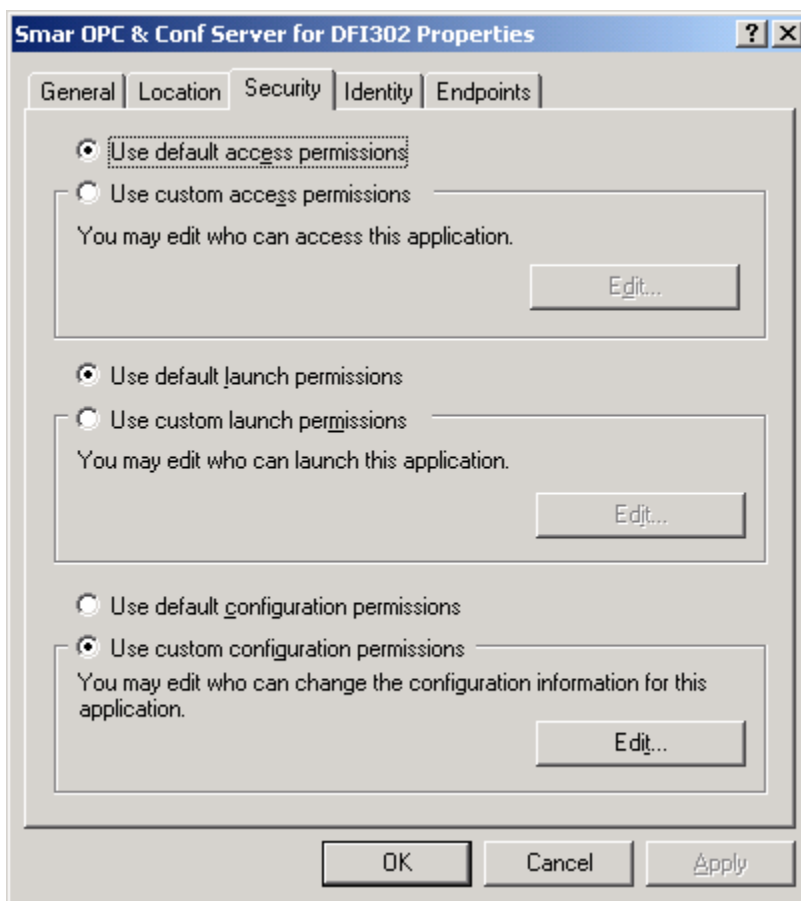 Smar OPC & Conf Server for DFI302 Properties
General Location Security Identity Endpoints
Use default access permissions
Use custom access permissions
You may edit who can access this application.
Edit...
Use default launch permissions
Use custom launch permissions
You may edit who can launch this application.
Edit...
Use default configuration permissions
Use custom configuration permissions
You may edit who can change the configuration information for this
application.
Edit...
OK Cancel Apply